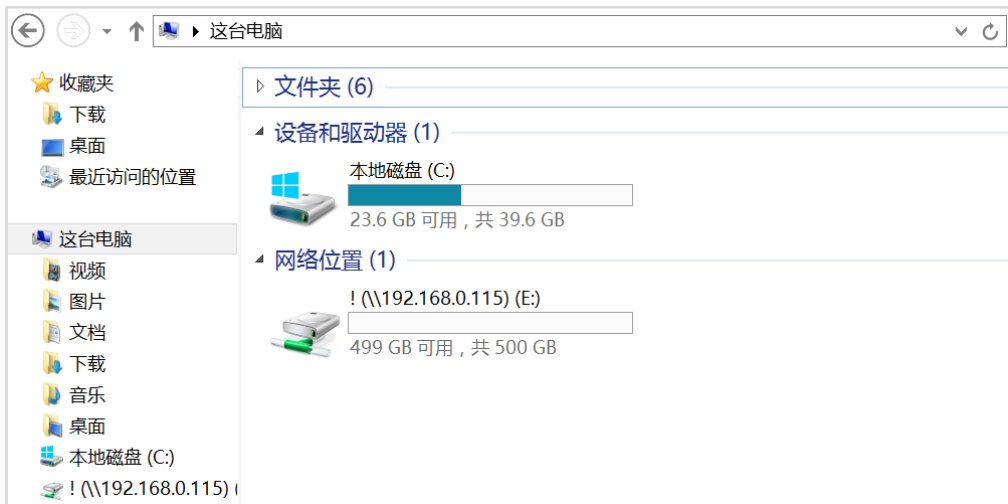 这台电脑
收藏夹
下载
桌面
最近访问的位置
这台电脑
视频
图片
文档
下载
音乐
桌面
本地磁盘 (C:)
! (\\192.168.0.115) (
文件夹 (6)
设备和驱动器 (1)
本地磁盘 (C:)
23.6 GB 可用，共 39.6 GB
网络位置 (1)
! (\\192.168.0.115) (E:)
499 GB 可用，共 500 GB